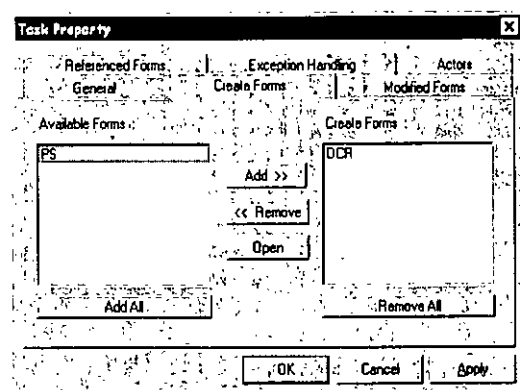 Task Property
Referenced Forms Exception Handling Actors
General Create Forms Modified Forms
Available Forms : Create Forms :
PS DCR
Add >>
<< Remove
Open
Add All Remove All
OK Cancel Apply